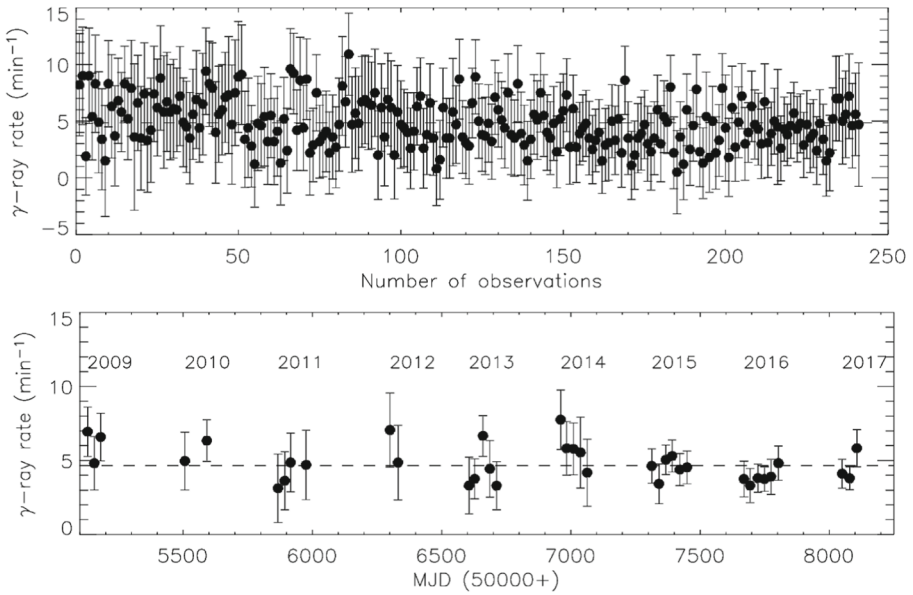 15
10
5
0
−5
γ−ray rate (min⁻¹)
0 50 100 150 200 250
Number of observations
15
10
5
0
γ−ray rate (min⁻¹)
2009 2010 2011 2012 2013 2014 2015 2016 2017
5500 6000 6500 7000 7500 8000
MJD (50000+)